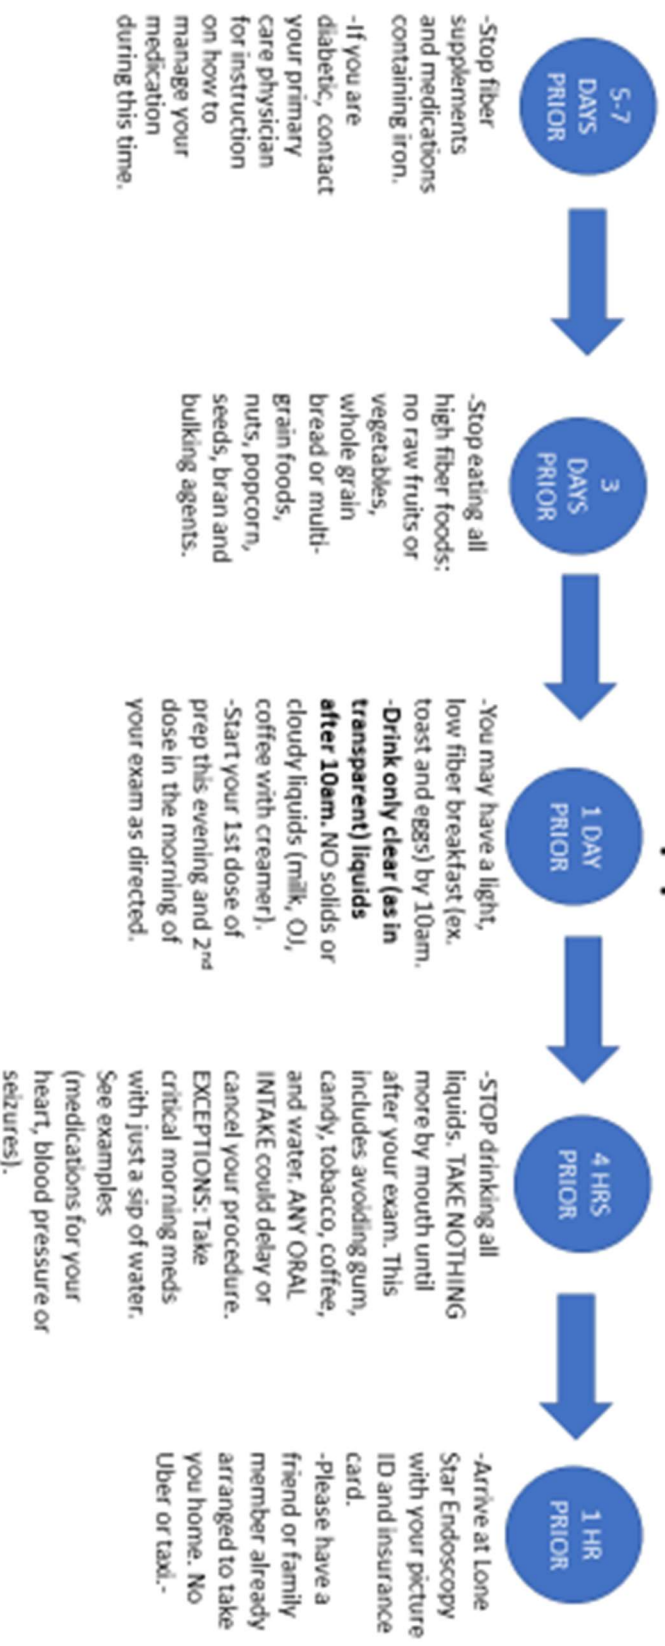 5-7
DAYS
PRIOR
-Stop fiber
supplements
and medications
containing iron.
-If you are
diabetic, contact
your primary
care physician
for instruction
on how to
manage your
medication
during this time.
3
DAYS
PRIOR
-Stop eating all
high fiber foods:
no raw fruits or
vegetables,
whole grain
bread or multi-
grain foods,
nuts, popcorn,
seeds, bran and
bulking agents.
1 DAY
PRIOR
-You may have a light,
low fiber breakfast (ex.
toast and eggs) by 10am.
-Drink only clear (as in
transparent) liquids
after 10am. NO solids or
cloudy liquids (milk, OJ,
coffee with creamer).
-Start your 1st dose of
prep this evening and 2nd
dose in the morning of
your exam as directed.
4 HRS
PRIOR
-STOP drinking all
liquids. TAKE NOTHING
more by mouth until
after your exam. This
includes avoiding gum,
candy, tobacco, coffee,
and water. ANY ORAL
INTAKE could delay or
cancel your procedure.
EXCEPTIONS: Take
critical morning meds
with just a sip of water.
See examples
(medications for your
heart, blood pressure or
seizures).
1 HR
PRIOR
-Arrive at Lone
Star Endoscopy
with your picture
ID and insurance
card.
-Please have a
friend or family
member already
arranged to take
you home. No
Uber or taxi.-